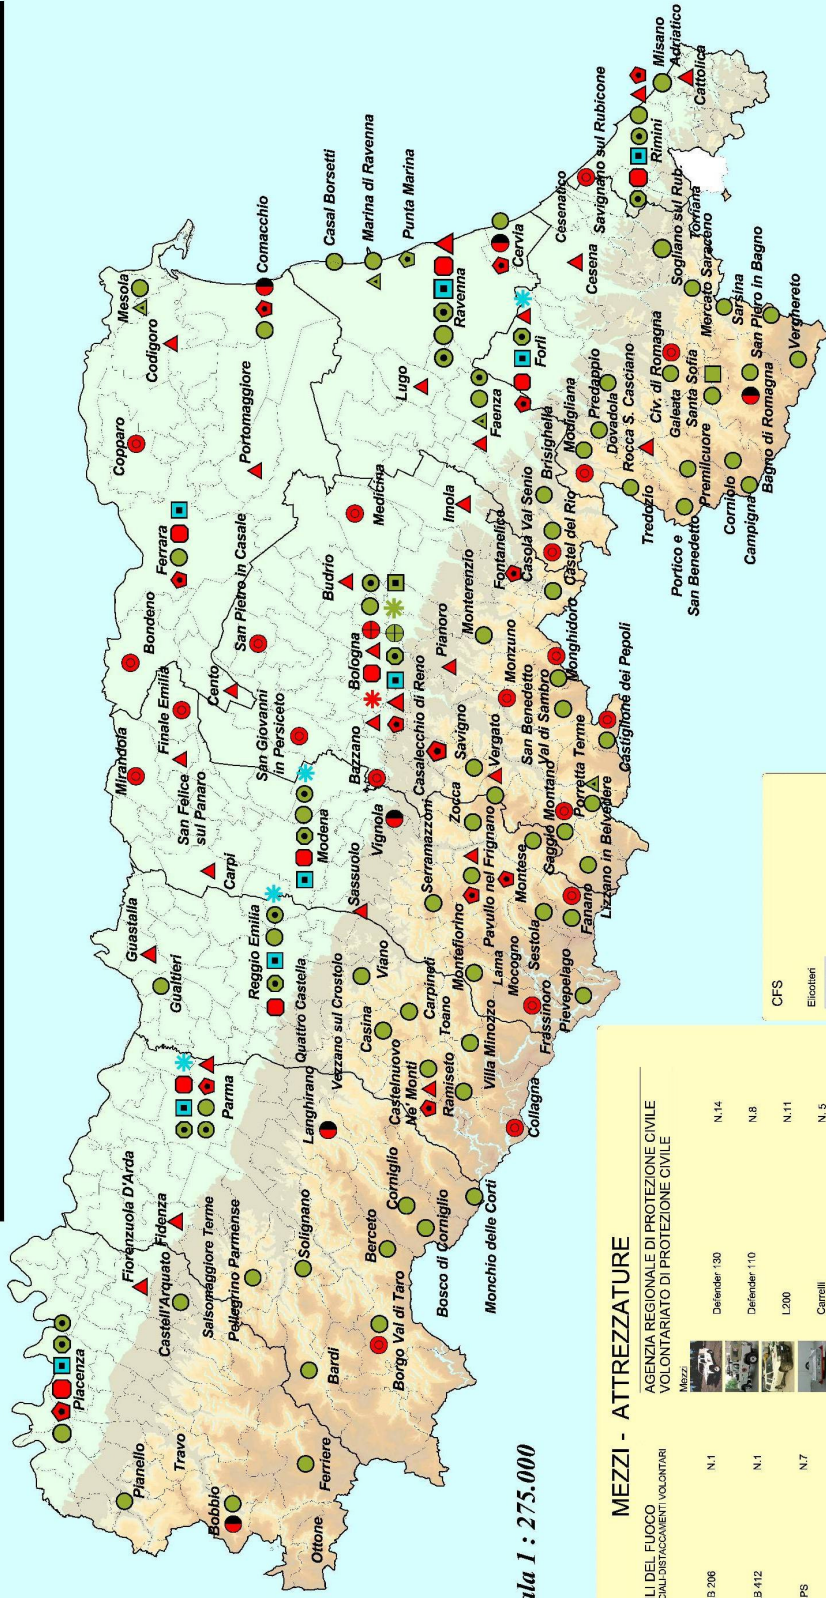 Mesola
Codigoro
Comacchio
Copparo
Portomaggiore
Ferrara
Bondeno
San Pietro in Casale
Cento
Finale Emilia
Mirandola
San Felice
sul Panaro
San Giovanni
in Persiceto
Carpi
Modena
Guastalla
Gualtieri
Reggio Emilia
Quattro Castella
Parma
Fiorenzuola D'Arda
Fidenza
Castell'Arquato
Salsomaggiore Terme
Pellegrino Parmense
Piacenza
Pianello
Travo
Bobbio
Ferriere
Ottone
Bardi
Solignano
Borgo Val di Taro
Berceto
Corniglio
Bosco di Corniglio
Monchio delle Corti
Langhirano
Vezzano sul Crostolo
Casina
Viano
Carpineti
Toano
Castelnuovo
Ne' Monti
Ramiseto
Villa Minozzo
Collagna
Sassuolo
Vignola
Serramazzoni
Zocca
Pavullo nel Frignano
Montefiorino
Lama
Mocogno
Montese
Sestola
Frassinoro
Pievepelago
Fanano
Lizzano in Belvedere
Gaggio Montano
Porretta Terme
Castiglione dei Pepoli
Bazzano
Bologna
Casalecchio di Reno
Savigno
Vergato
San Benedetto
Val di Sambro
Monzuno
Monghidoro
Monterenzio
Pianoro
Budrio
Medicina
Imola
Fontanelice
Castel del Rio
Casola Val Senio
Brisighella
Modigliana
Lugo
Faenza
Casal Borsetti
Marina di Ravenna
Punta Marina
Ravenna
Cervia
Forlì
Cesena
Cesenatico
Savignano sul Rubicone
Rimini
Misano
Adriatico
Cattolica
Sogliano sul Rub.
Torriana
Mercato Saraceno
Sarsina
San Piero in Bagno
Verghereto
Predappio
Dovadola
Rocca S. Casciano
Civ. di Romagna
Galeata
Santa Sofia
Tredozio
Portico e
San Benedetto
Premilcuore
Corniolo
Campigna
Bagno di Romagna
ala 1 : 275.000
MEZZI - ATTREZZATURE
LI DEL FUOCO
CIALI-DISTACCAMENTI VOLONTARI
B 206 N.1
B 412 N.1
PS N.7
AGENZIA REGIONALE DI PROTEZIONE CIVILE
VOLONTARIATO DI PROTEZIONE CIVILE
Mezzi
Defender 130 N.14
Defender 110 N.8
L200 N.11
Carrelli N. 5
CFS
Elicotteri